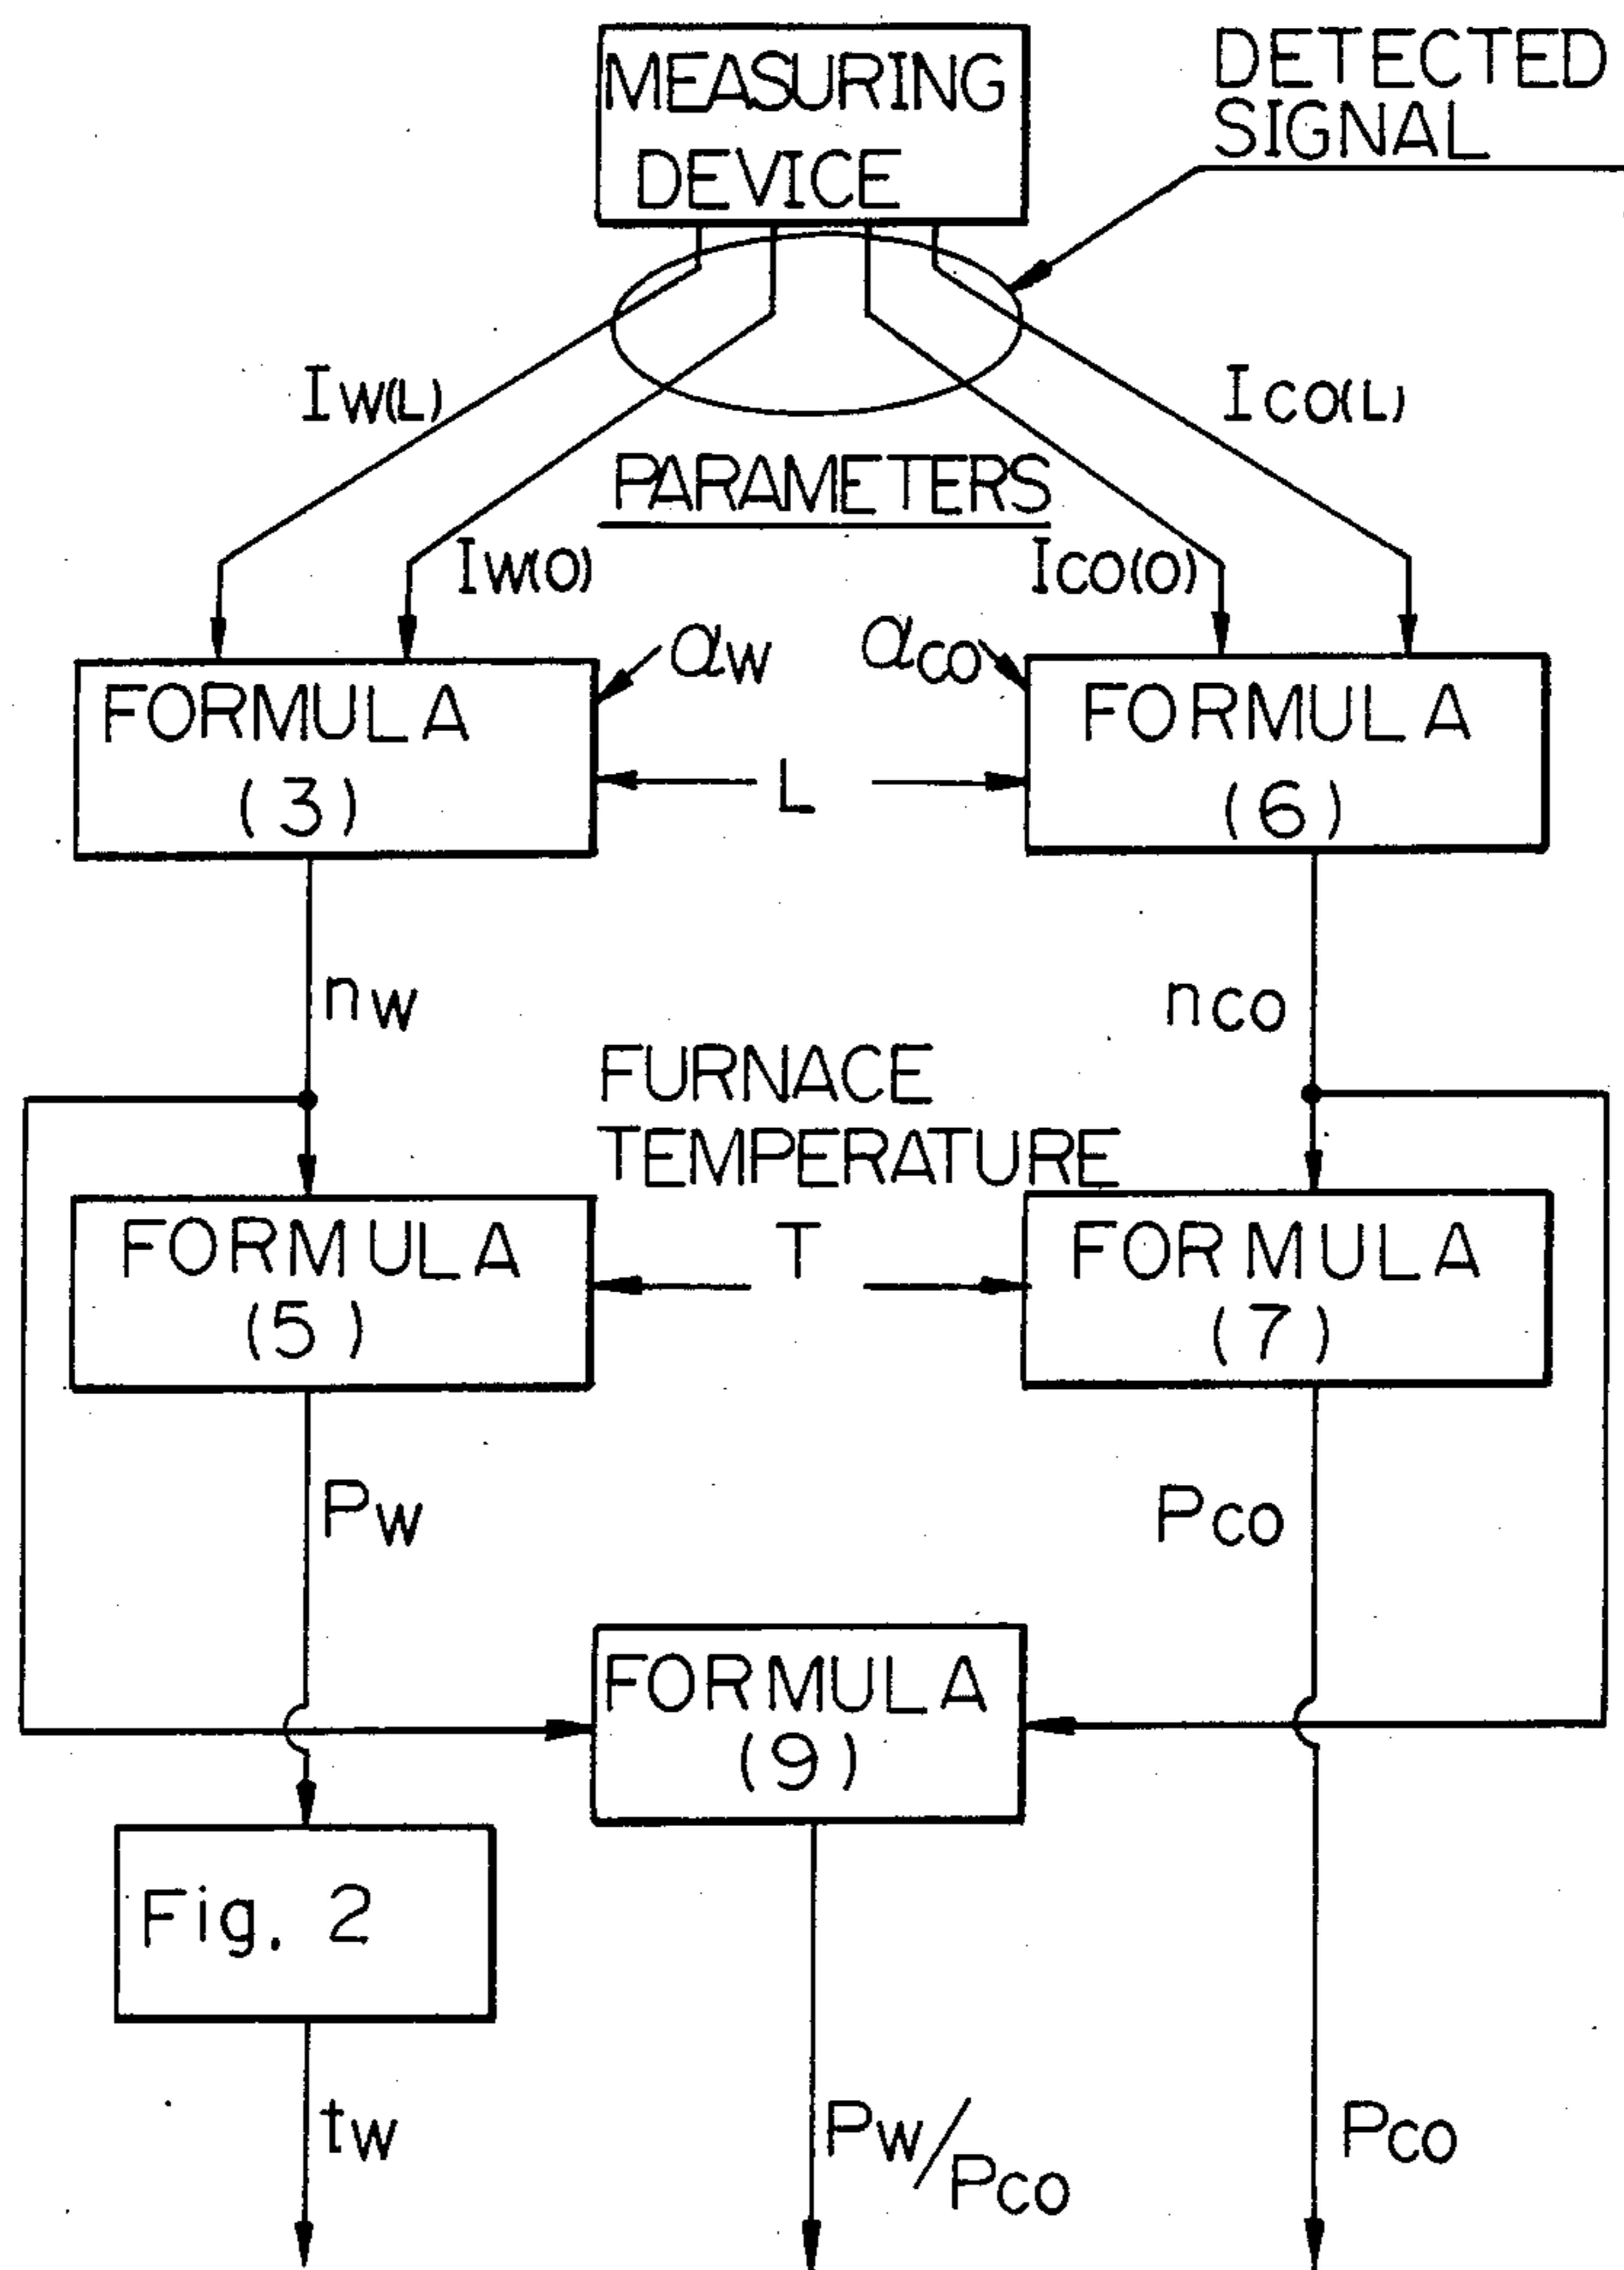 MEASURING
DEVICE
DETECTED
SIGNAL
Iw(L)
Ico(L)
PARAMETERS
Iw(O)
Ico(O)
αw
αco
FORMULA
(3)
L
FORMULA
(6)
nw
nco
FURNACE
TEMPERATURE
FORMULA
(5)
T
FORMULA
(7)
Pw
Pco
FORMULA
(9)
Fig. 2
tw
Pw/Pco
Pco